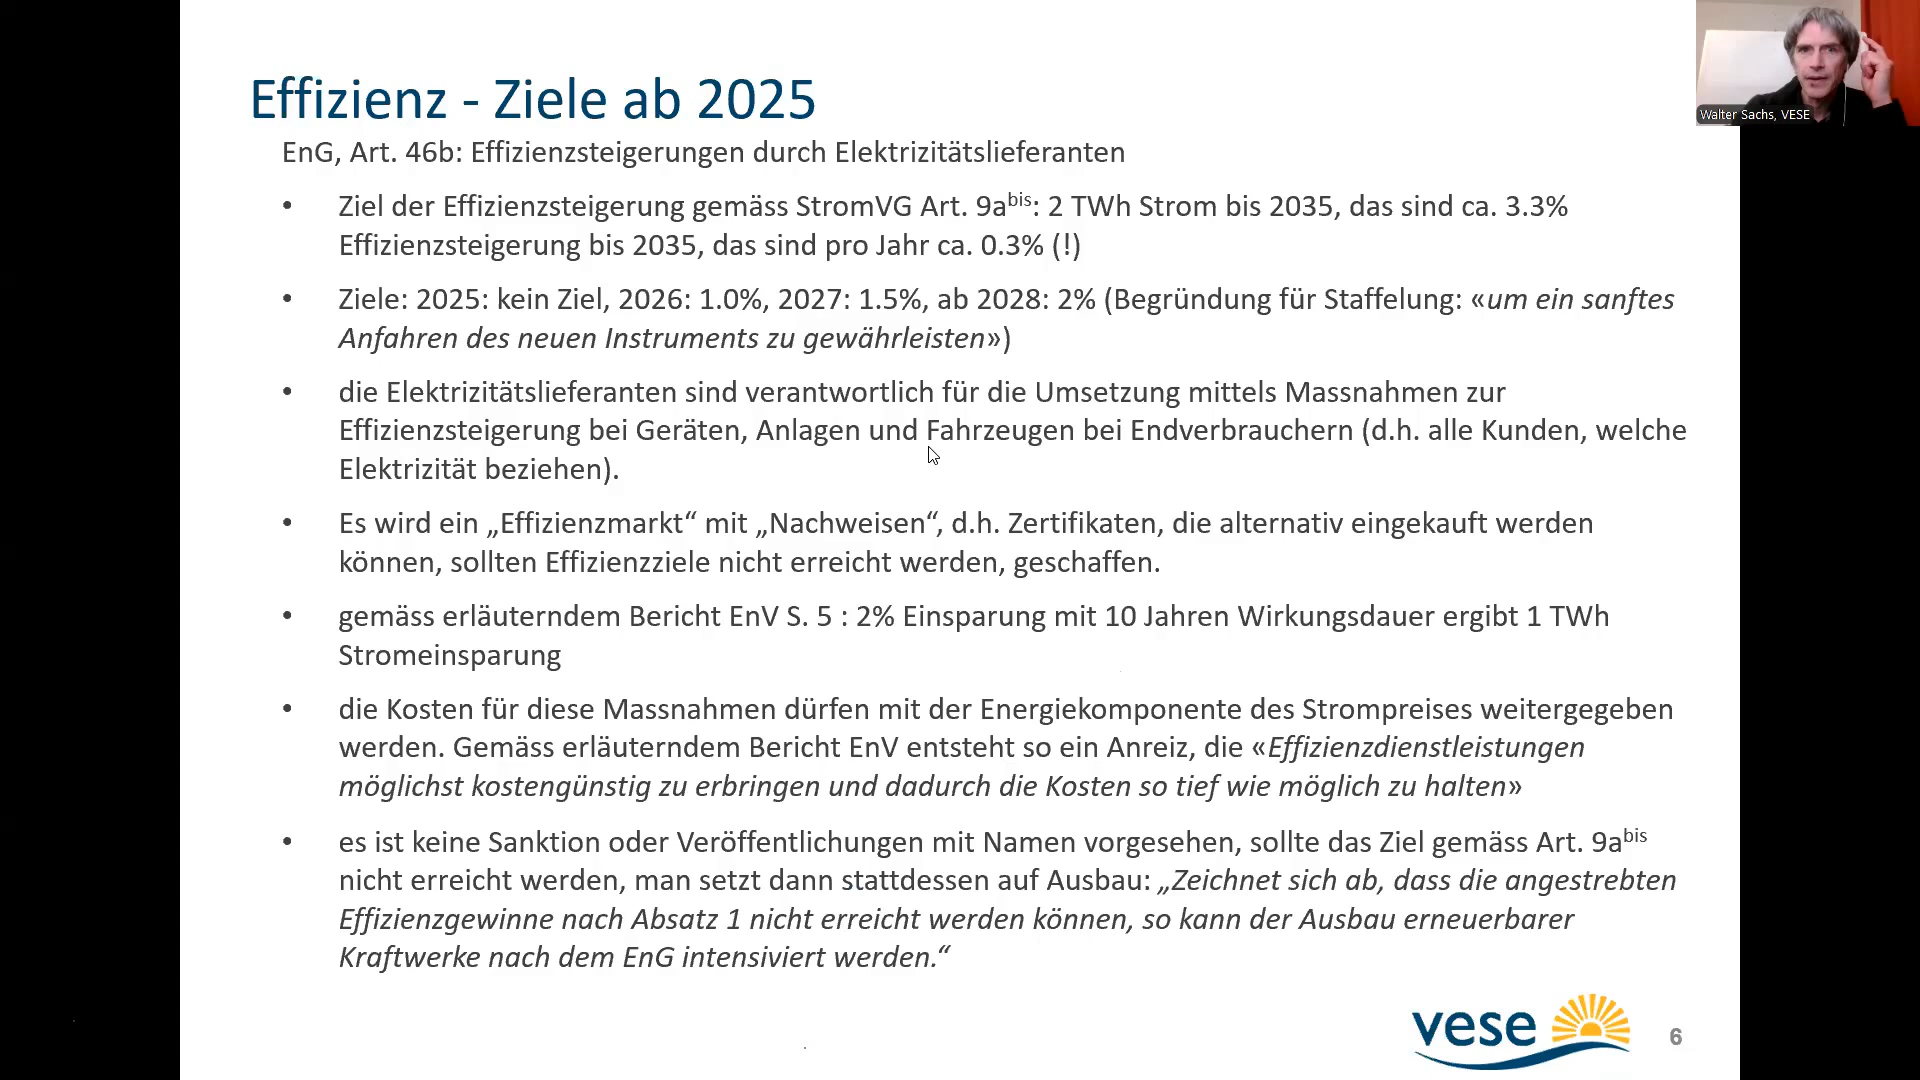 Effizienz - Ziele ab 2025
Walter Sachs, VESE
EnG, Art. 46b: Effizienzsteigerungen durch Elektrizitätslieferanten
• Ziel der Effizienzsteigerung gemäss StromVG Art. 9abis: 2 TWh Strom bis 2035, das sind ca. 3.3%
Effizienzsteigerung bis 2035, das sind pro Jahr ca. 0.3% (!)
• Ziele: 2025: kein Ziel, 2026: 1.0%, 2027: 1.5%, ab 2028: 2% (Begründung für Staffelung: «um ein sanftes
Anfahren des neuen Instruments zu gewährleisten»)
• die Elektrizitätslieferanten sind verantwortlich für die Umsetzung mittels Massnahmen zur
Effizienzsteigerung bei Geräten, Anlagen und Fahrzeugen bei Endverbrauchern (d.h. alle Kunden, welche
Elektrizität beziehen).
• Es wird ein „Effizienzmarkt“ mit „Nachweisen“, d.h. Zertifikaten, die alternativ eingekauft werden
können, sollten Effizienzziele nicht erreicht werden, geschaffen.
• gemäss erläuterndem Bericht EnV S. 5 : 2% Einsparung mit 10 Jahren Wirkungsdauer ergibt 1 TWh
Stromeinsparung
• die Kosten für diese Massnahmen dürfen mit der Energiekomponente des Strompreises weitergegeben
werden. Gemäss erläuterndem Bericht EnV entsteht so ein Anreiz, die «Effizienzdienstleistungen
möglichst kostengünstig zu erbringen und dadurch die Kosten so tief wie möglich zu halten»
• es ist keine Sanktion oder Veröffentlichungen mit Namen vorgesehen, sollte das Ziel gemäss Art. 9abis
nicht erreicht werden, man setzt dann stattdessen auf Ausbau: „Zeichnet sich ab, dass die angestrebten
Effizienzgewinne nach Absatz 1 nicht erreicht werden können, so kann der Ausbau erneuerbarer
Kraftwerke nach dem EnG intensiviert werden.“
vese
6